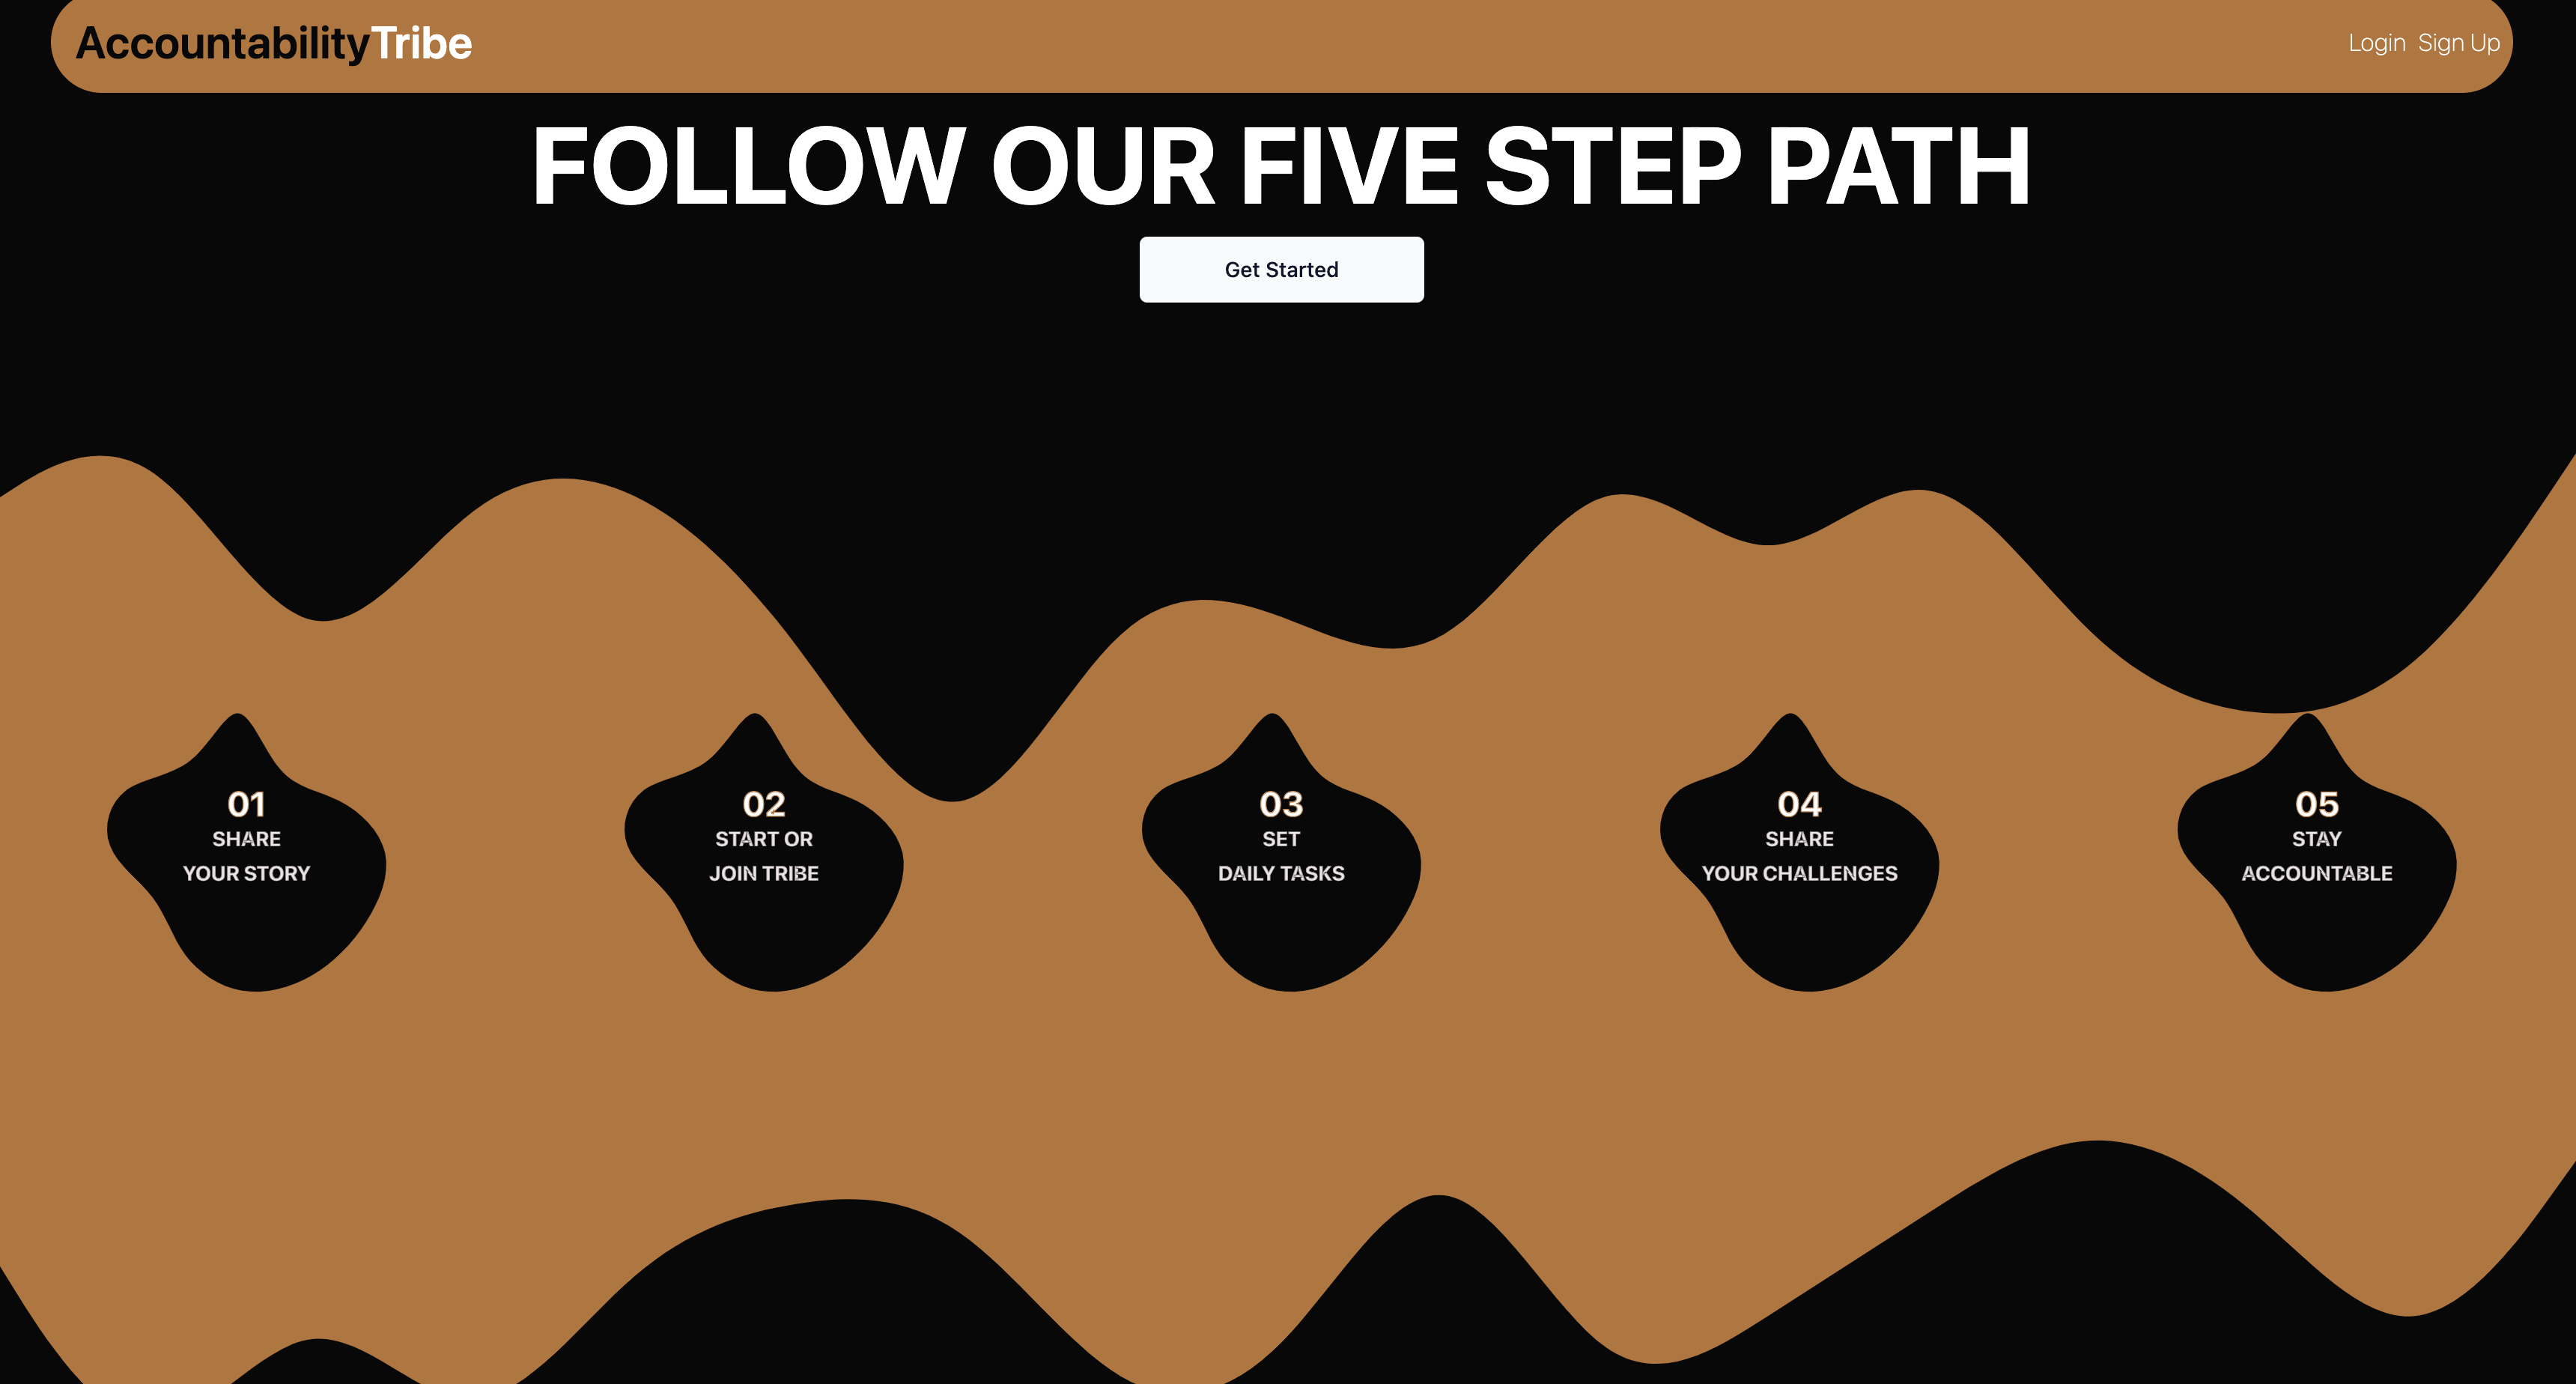 AccountabilityTribe
Login Sign Up
FOLLOW OUR FIVE STEP PATH
Get Started
01
SHARE
YOUR STORY
02
START OR
JOIN TRIBE
03
SET
DAILY TASKS
04
SHARE
YOUR CHALLENGES
05
STAY
ACCOUNTABLE